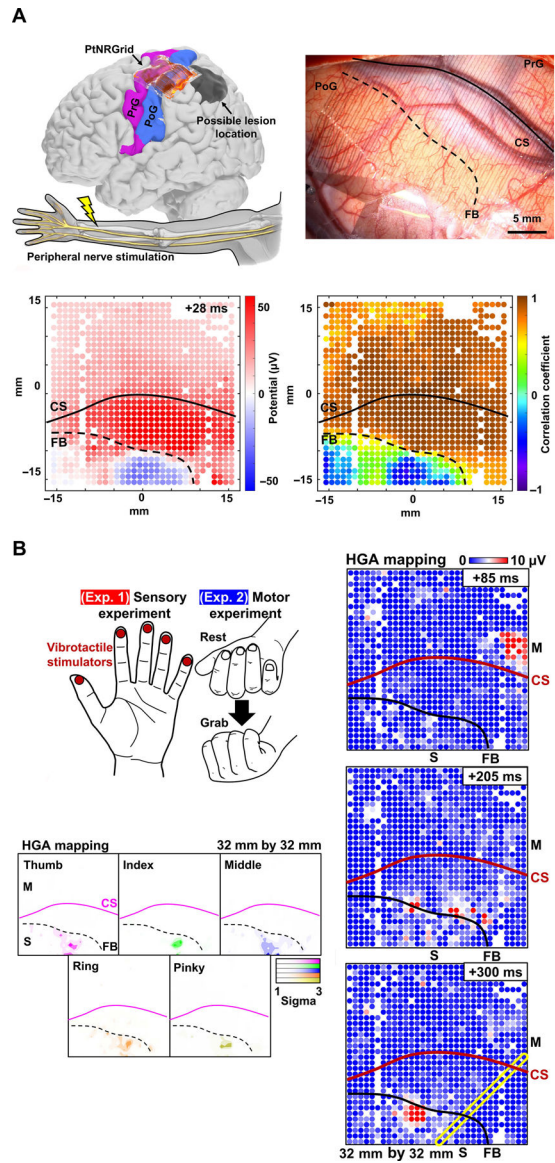 A
PtNRGrid
PrG
PoG
Possible lesion
location
Peripheral nerve stimulation
PoG
PrG
CS
FB
5 mm
15
0
−15
mm
+28 ms
CS
FB
−15
0
15
mm
50
0
−50
Potential (µV)
15
0
−15
mm
CS
FB
−15
0
15
mm
1
0
−1
Correlation coefficient
B
(Exp. 1) Sensory
experiment
Vibrotactile
stimulators
(Exp. 2) Motor
experiment
Rest
Grab
HGA mapping
32 mm by 32 mm
Thumb
Index
Middle
M
CS
S
FB
Ring
Pinky
1
3
Sigma
HGA mapping
0
10 µV
+85 ms
M
CS
S
FB
+205 ms
M
CS
S
FB
+300 ms
M
CS
32 mm by 32 mm
S
FB